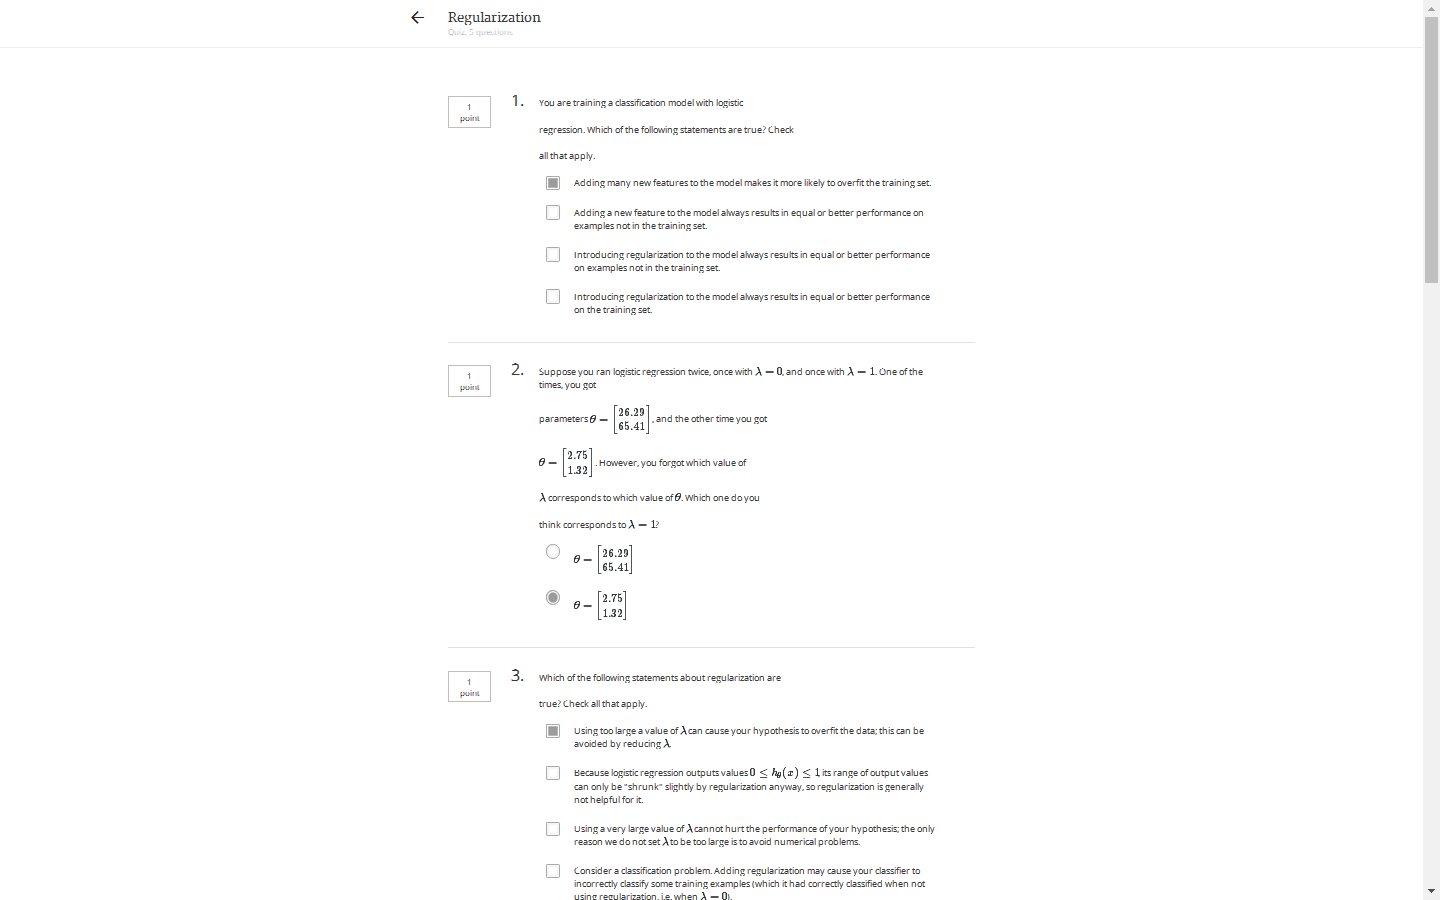 Regularization
Quiz, 5 questions
1 point
1.
You are training a classification model with logistic
regression. Which of the following statements are true? Check
all that apply.
Adding many new features to the model makes it more likely to overfit the training set.
Adding a new feature to the model always results in equal or better performance on
examples not in the training set.
Introducing regularization to the model always results in equal or better performance
on examples not in the training set.
Introducing regularization to the model always results in equal or better performance
on the training set.
1 point
2.
Suppose you ran logistic regression twice, once with λ = 0, and once with λ = 1. One of the
times, you got
parameters θ = [26.29 65.41], and the other time you got
θ = [2.75 1.32]. However, you forgot which value of
λ corresponds to which value of θ. Which one do you
think corresponds to λ = 1?
θ = [26.29 65.41]
θ = [2.75 1.32]
1 point
3.
Which of the following statements about regularization are
true? Check all that apply.
Using too large a value of λ can cause your hypothesis to overfit the data; this can be
avoided by reducing λ.
Because logistic regression outputs values 0 ≤ hθ(x) ≤ 1 its range of output values
can only be "shrunk" slightly by regularization anyway, so regularization is generally
not helpful for it.
Using a very large value of λ cannot hurt the performance of your hypothesis; the only
reason we do not set λ to be too large is to avoid numerical problems.
Consider a classification problem. Adding regularization may cause your classifier to
incorrectly classify some training examples (which it had correctly classified when not
using regularization, i.e. when λ = 0).